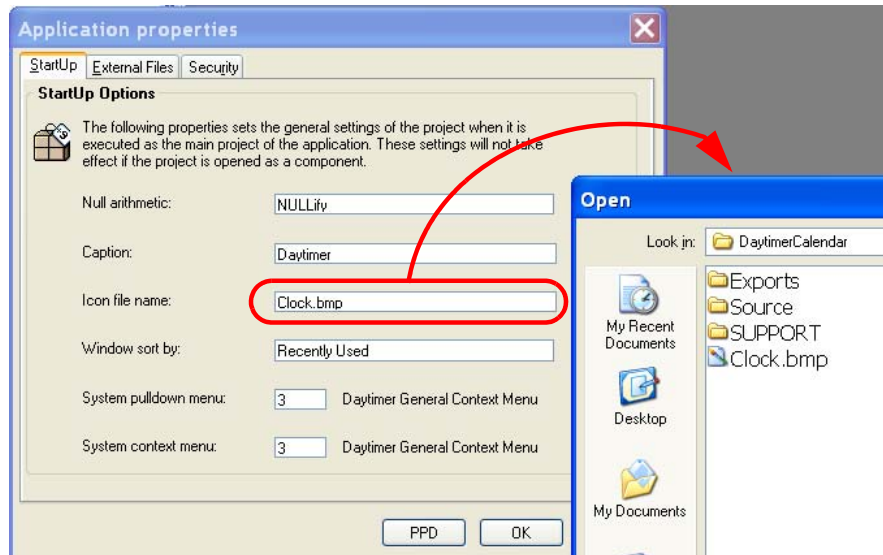 Application properties
StartUp External Files Security
StartUp Options
The following properties sets the general settings of the project when it is
executed as the main project of the application. These settings will not take
effect if the project is opened as a component.
Null arithmetic: NULLify
Caption: Daytimer
Icon file name: Clock.bmp
Window sort by: Recently Used
System pulldown menu: 3 Daytimer General Context Menu
System context menu: 3 Daytimer General Context Menu
PPD OK
Open
Look in: DaytimerCalendar
Exports
Source
SUPPORT
Clock.bmp
My Recent
Documents
Desktop
My Documents